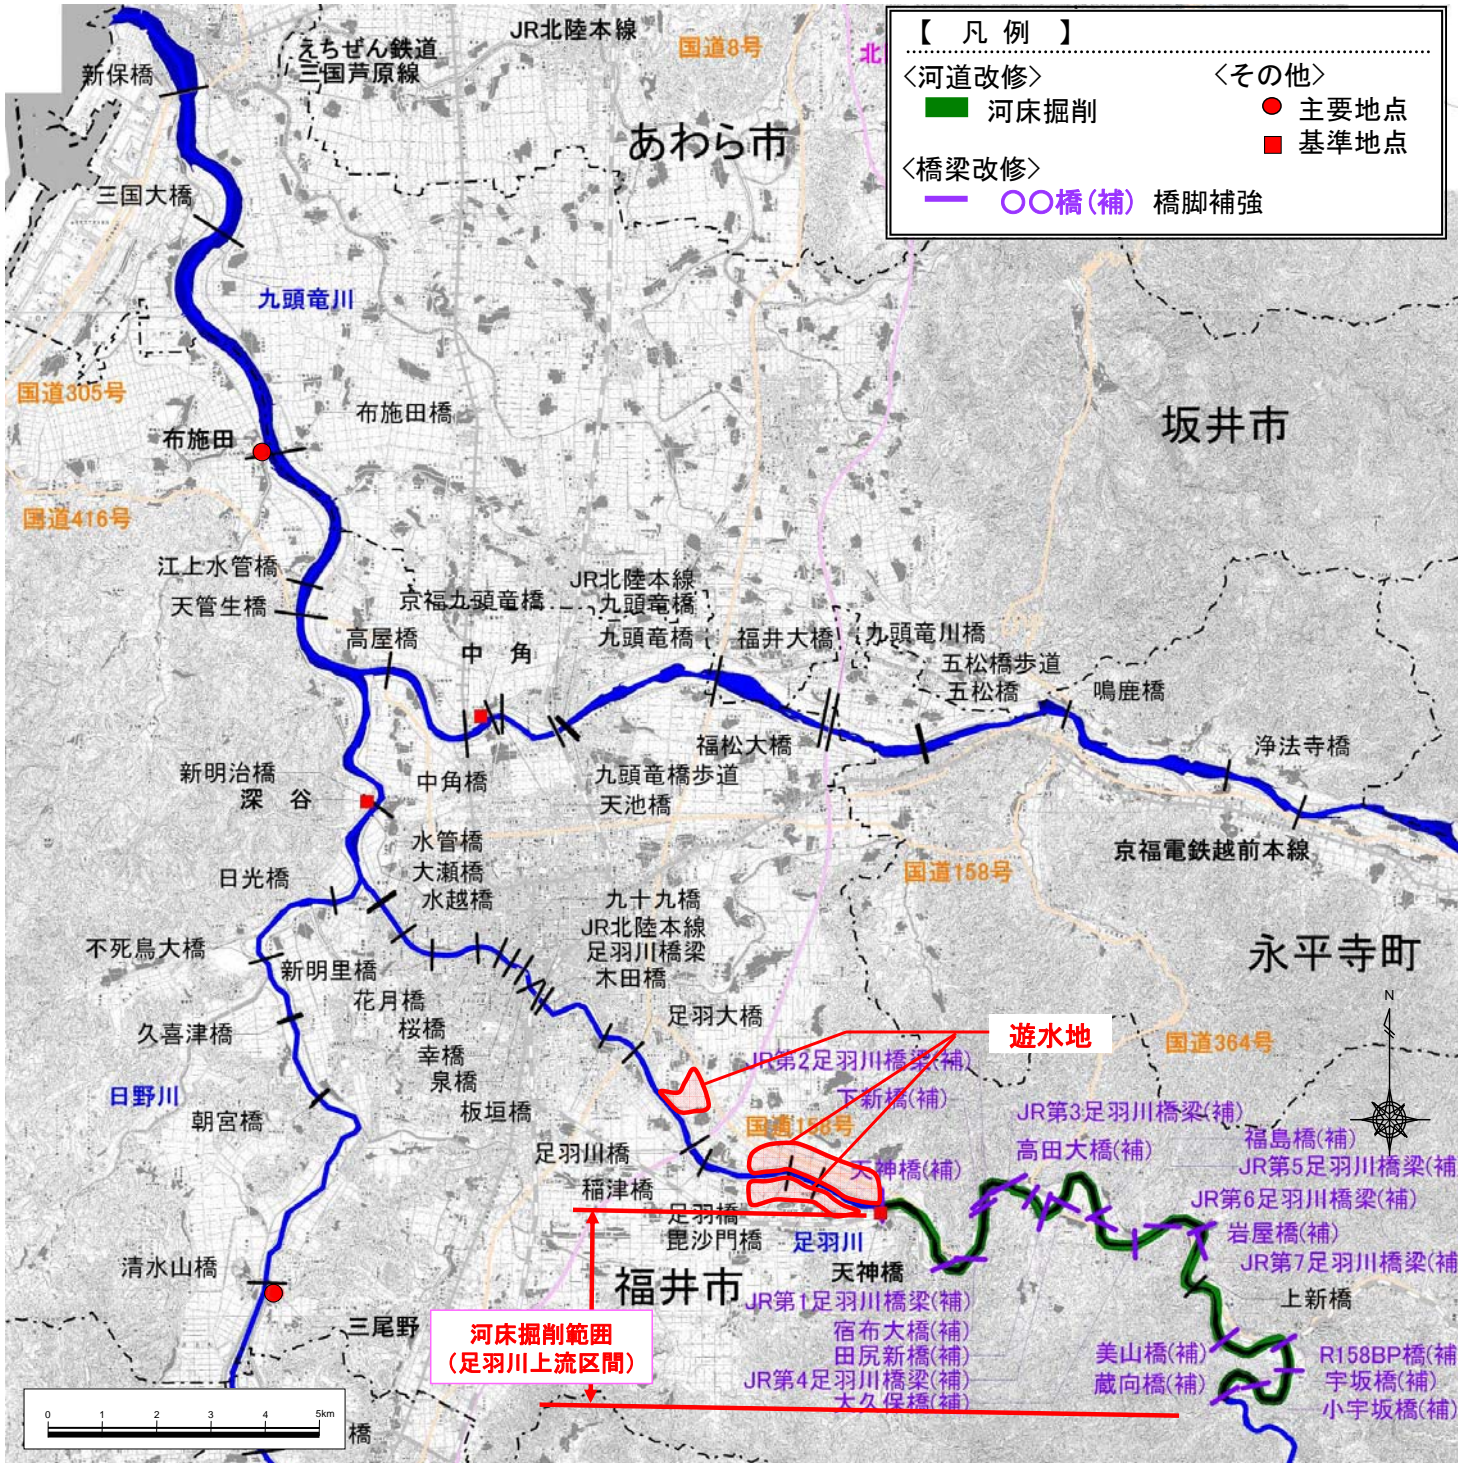 【 凡 例 】
<河道改修>
河床掘削
<橋梁改修>
〇〇橋(補) 橋脚補強
<その他>
主要地点
基準地点
JR北陸本線
えちぜん鉄道
三国芦原線
国道8号
北
新保橋
あわら市
三国大橋
九頭竜川
国道305号
布施田橋
布施田
坂井市
国道416号
江上水管橋
天管生橋
京福九頭竜橋
JR北陸本線
九頭竜橋
九頭竜橋
福井大橋
九頭竜川橋
高屋橋
中 角
五松橋歩道
五松橋
鳴鹿橋
福松大橋
浄法寺橋
新明治橋
深 谷
中角橋
九頭竜橋歩道
天池橋
水管橋
大瀬橋
水越橋
京福電鉄越前本線
国道158号
日光橋
九十九橋
JR北陸本線
足羽川橋梁
木田橋
永平寺町
不死鳥大橋
新明里橋
花月橋
桜橋
幸橋
泉橋
板垣橋
足羽大橋
久喜津橋
日野川
朝宮橋
遊水地
国道364号
N
JR第2足羽川橋梁(補)
下新橋(補)
国道158号
天神橋(補)
JR第3足羽川橋梁(補)
高田大橋(補)
福島橋(補)
JR第5足羽川橋梁(補
JR第6足羽川橋梁(補)
岩屋橋(補)
JR第7足羽川橋梁(補
上新橋
足羽川橋
稲津橋
足羽橋
毘沙門橋
足羽川
天神橋
福井市
清水山橋
三尾野
JR第1足羽川橋梁(補)
宿布大橋(補)
田尻新橋(補)
JR第4足羽川橋梁(補)
大久保橋(補)
河床掘削範囲
(足羽川上流区間)
美山橋(補)
蔵向橋(補)
R158BP橋(補
宇坂橋(補)
小宇坂橋(補)
0 1 2 3 4 5km
橋